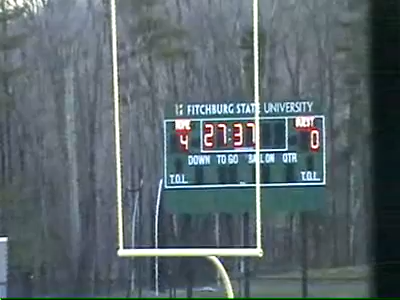 FITCHBURG STATE UNIVERSITY
HOME GUEST
4 27:37 0
DOWN TO GO BALL ON QTR
T.O.L. T.O.L.